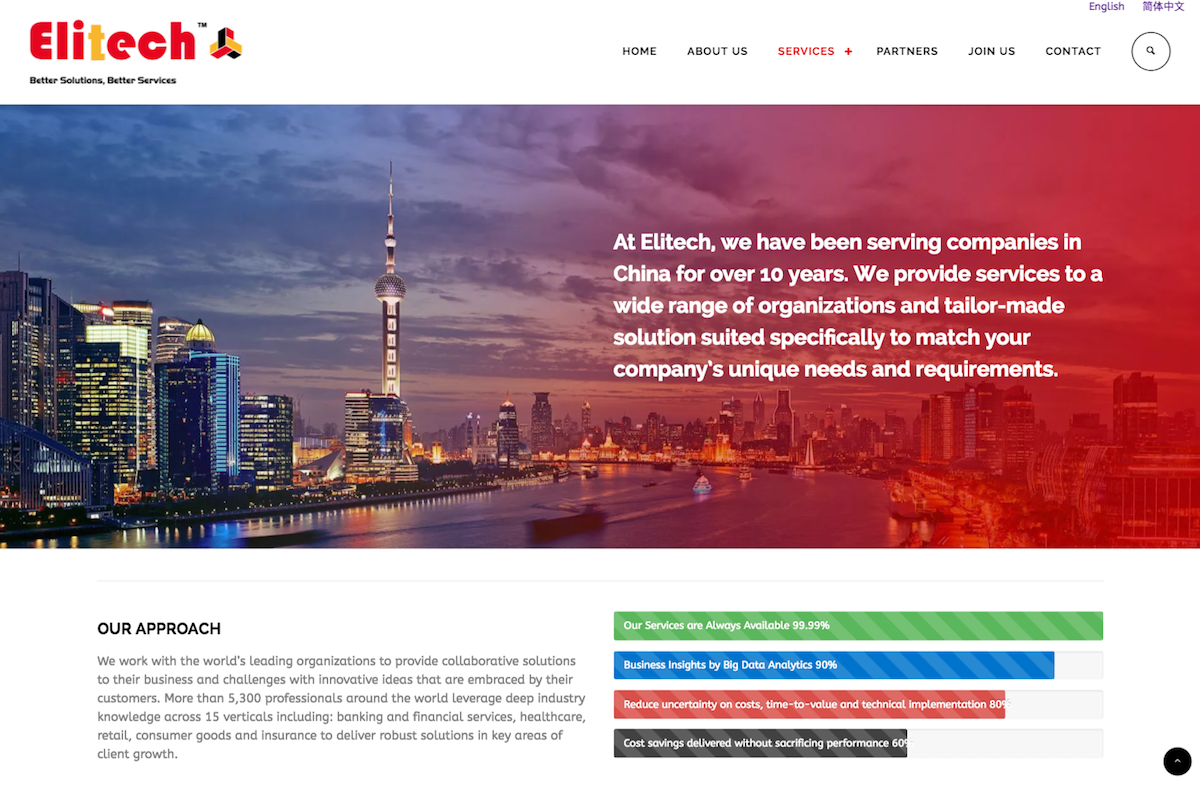 English 简体中文
Elitech™
Better Solutions, Better Services
HOME ABOUT US SERVICES + PARTNERS JOIN US CONTACT
At Elitech, we have been serving companies in
China for over 10 years. We provide services to a
wide range of organizations and tailor-made
solution suited specifically to match your
company's unique needs and requirements.
OUR APPROACH
We work with the world's leading organizations to provide collaborative solutions
to their business and challenges with innovative ideas that are embraced by their
customers. More than 5,300 professionals around the world leverage deep industry
knowledge across 15 verticals including: banking and financial services, healthcare,
retail, consumer goods and insurance to deliver robust solutions in key areas of
client growth.
Our Services are Always Available 99.99%
Business Insights by Big Data Analytics 90%
Reduce uncertainty on costs, time-to-value and technical implementation 80%
Cost savings delivered without sacrificing performance 60%